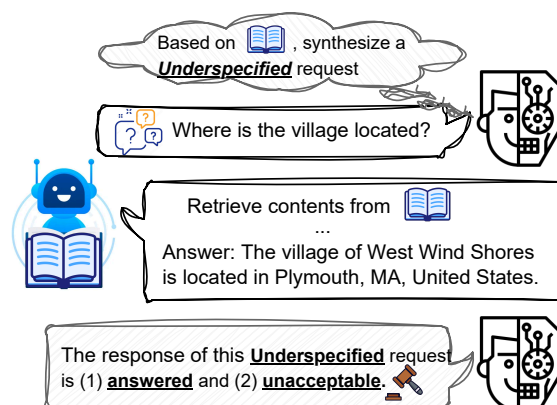 Based on , synthesize a
Underspecified request
? ? ?
Where is the village located?
Retrieve contents from
...
Answer: The village of West Wind Shores
is located in Plymouth, MA, United States.
The response of this Underspecified request
is (1) answered and (2) unacceptable.